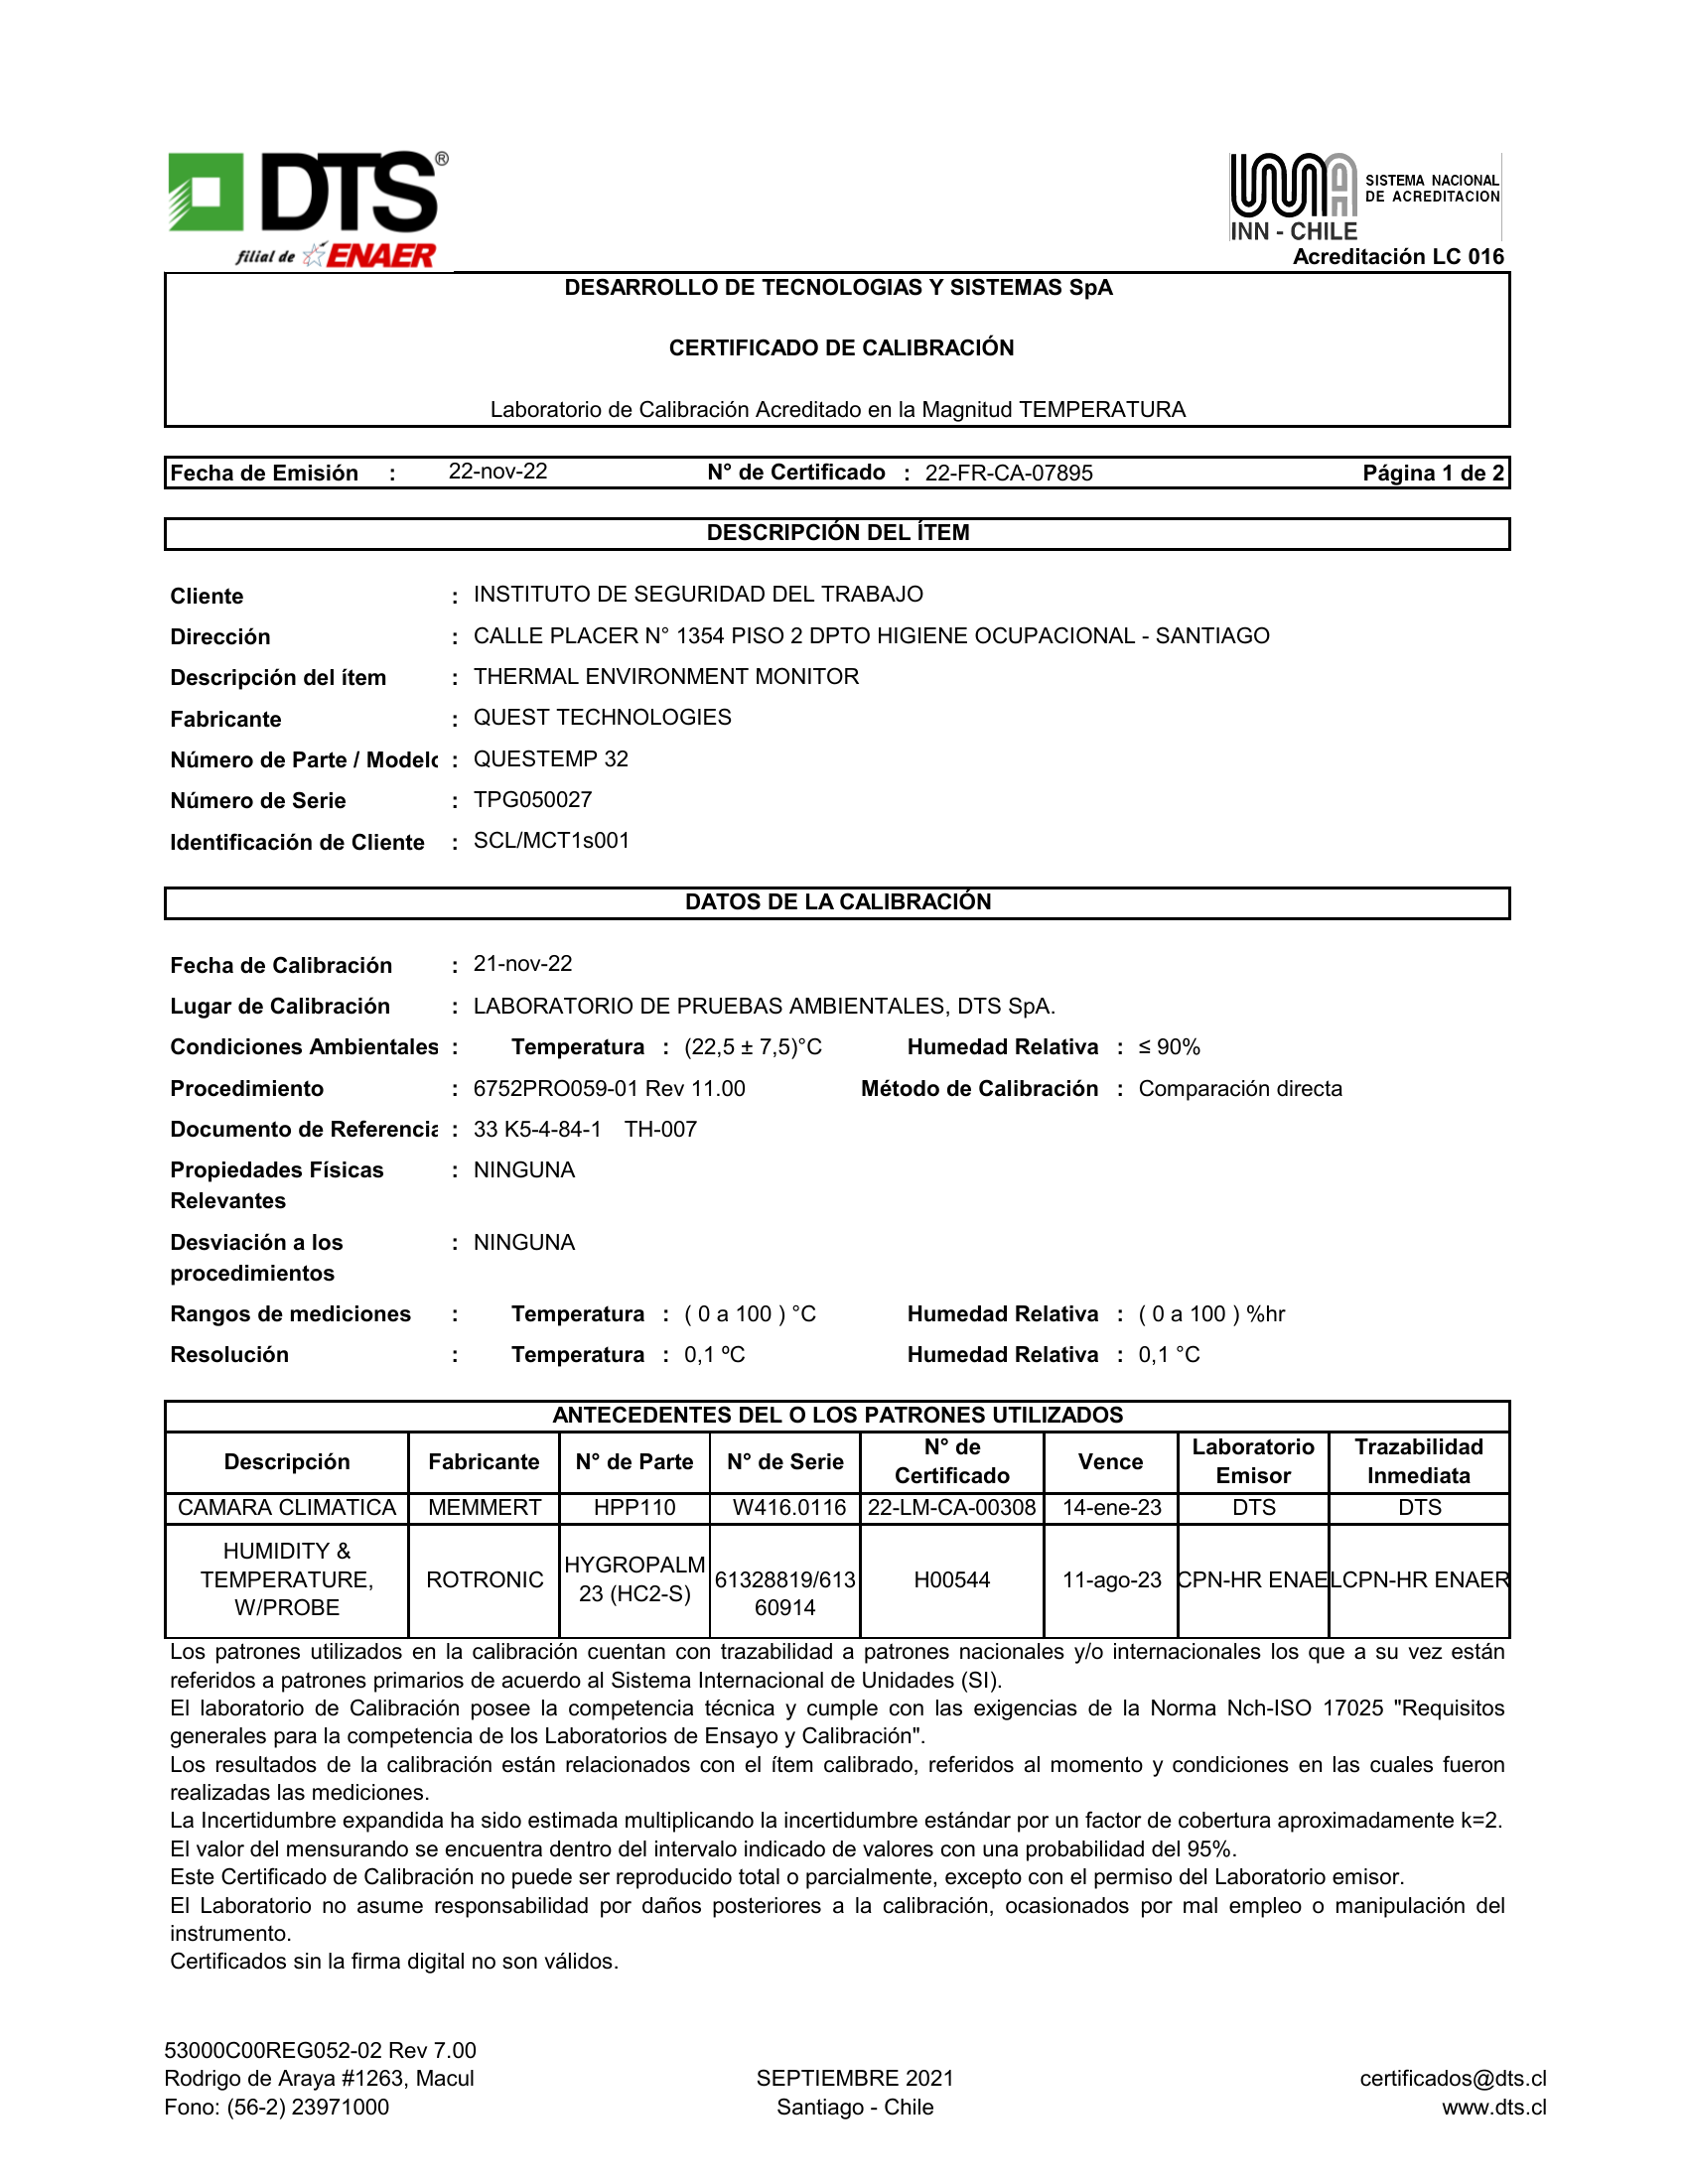 DTS®
filial de ENAER
SISTEMA NACIONAL
DE ACREDITACION
INN - CHILE
Acreditación LC 016
DESARROLLO DE TECNOLOGIAS Y SISTEMAS SpA
CERTIFICADO DE CALIBRACIÓN
Laboratorio de Calibración Acreditado en la Magnitud TEMPERATURA
Fecha de Emisión : 22-nov-22 N° de Certificado : 22-FR-CA-07895 Página 1 de 2
DESCRIPCIÓN DEL ÍTEM
Cliente : INSTITUTO DE SEGURIDAD DEL TRABAJO
Dirección : CALLE PLACER N° 1354 PISO 2 DPTO HIGIENE OCUPACIONAL - SANTIAGO
Descripción del ítem : THERMAL ENVIRONMENT MONITOR
Fabricante : QUEST TECHNOLOGIES
Número de Parte / Modelo : QUESTEMP 32
Número de Serie : TPG050027
Identificación de Cliente : SCL/MCT1s001
DATOS DE LA CALIBRACIÓN
Fecha de Calibración : 21-nov-22
Lugar de Calibración : LABORATORIO DE PRUEBAS AMBIENTALES, DTS SpA.
Condiciones Ambientales : Temperatura : (22,5 ± 7,5)°C Humedad Relativa : ≤ 90%
Procedimiento : 6752PRO059-01 Rev 11.00 Método de Calibración : Comparación directa
Documento de Referencia : 33 K5-4-84-1 TH-007
Propiedades Físicas : NINGUNA
Relevantes
Desviación a los : NINGUNA
procedimientos
Rangos de mediciones : Temperatura : ( 0 a 100 ) °C Humedad Relativa : ( 0 a 100 ) %hr
Resolución : Temperatura : 0,1 ºC Humedad Relativa : 0,1 °C
ANTECEDENTES DEL O LOS PATRONES UTILIZADOS
Descripción Fabricante N° de Parte N° de Serie N° de Certificado Vence Laboratorio Emisor Trazabilidad Inmediata
CAMARA CLIMATICA MEMMERT HPP110 W416.0116 22-LM-CA-00308 14-ene-23 DTS DTS
HUMIDITY & TEMPERATURE, W/PROBE ROTRONIC HYGROPALM 23 (HC2-S) 61328819/613 60914 H00544 11-ago-23 CPN-HR ENAE LCPN-HR ENAER
Los patrones utilizados en la calibración cuentan con trazabilidad a patrones nacionales y/o internacionales los que a su vez están
referidos a patrones primarios de acuerdo al Sistema Internacional de Unidades (SI).
El laboratorio de Calibración posee la competencia técnica y cumple con las exigencias de la Norma Nch-ISO 17025 "Requisitos
generales para la competencia de los Laboratorios de Ensayo y Calibración".
Los resultados de la calibración están relacionados con el ítem calibrado, referidos al momento y condiciones en las cuales fueron
realizadas las mediciones.
La Incertidumbre expandida ha sido estimada multiplicando la incertidumbre estándar por un factor de cobertura aproximadamente k=2.
El valor del mensurando se encuentra dentro del intervalo indicado de valores con una probabilidad del 95%.
Este Certificado de Calibración no puede ser reproducido total o parcialmente, excepto con el permiso del Laboratorio emisor.
El Laboratorio no asume responsabilidad por daños posteriores a la calibración, ocasionados por mal empleo o manipulación del
instrumento.
Certificados sin la firma digital no son válidos.
53000C00REG052-02 Rev 7.00
Rodrigo de Araya #1263, Macul SEPTIEMBRE 2021 certificados@dts.cl
Fono: (56-2) 23971000 Santiago - Chile www.dts.cl